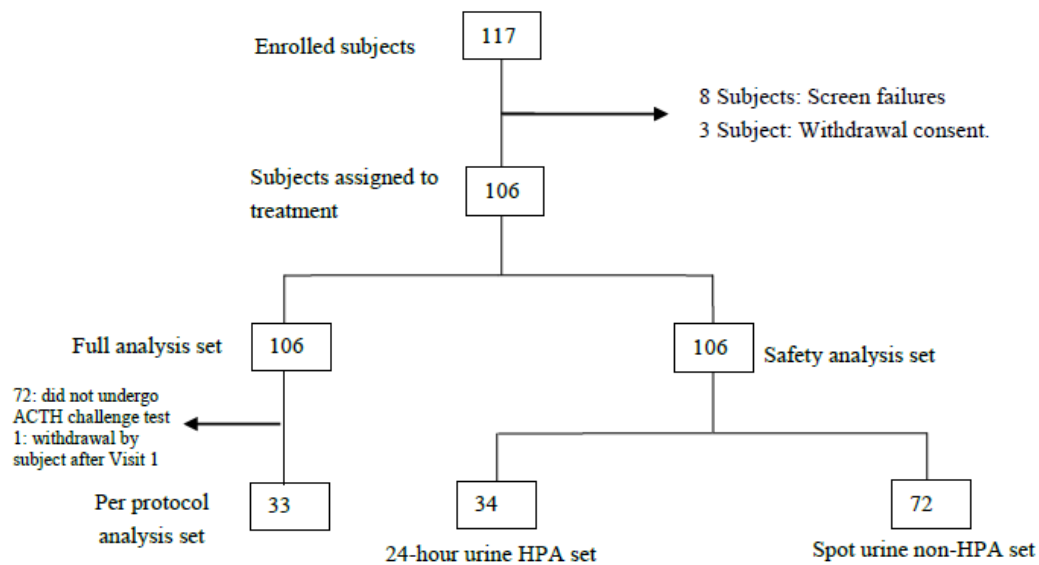 Enrolled subjects
117
8 Subjects: Screen failures
3 Subject: Withdrawal consent.
Subjects assigned to
treatment
106
Full analysis set
106
106
Safety analysis set
72: did not undergo
ACTH challenge test
1: withdrawal by
subject after Visit 1
Per protocol
analysis set
33
34
24-hour urine HPA set
72
Spot urine non-HPA set